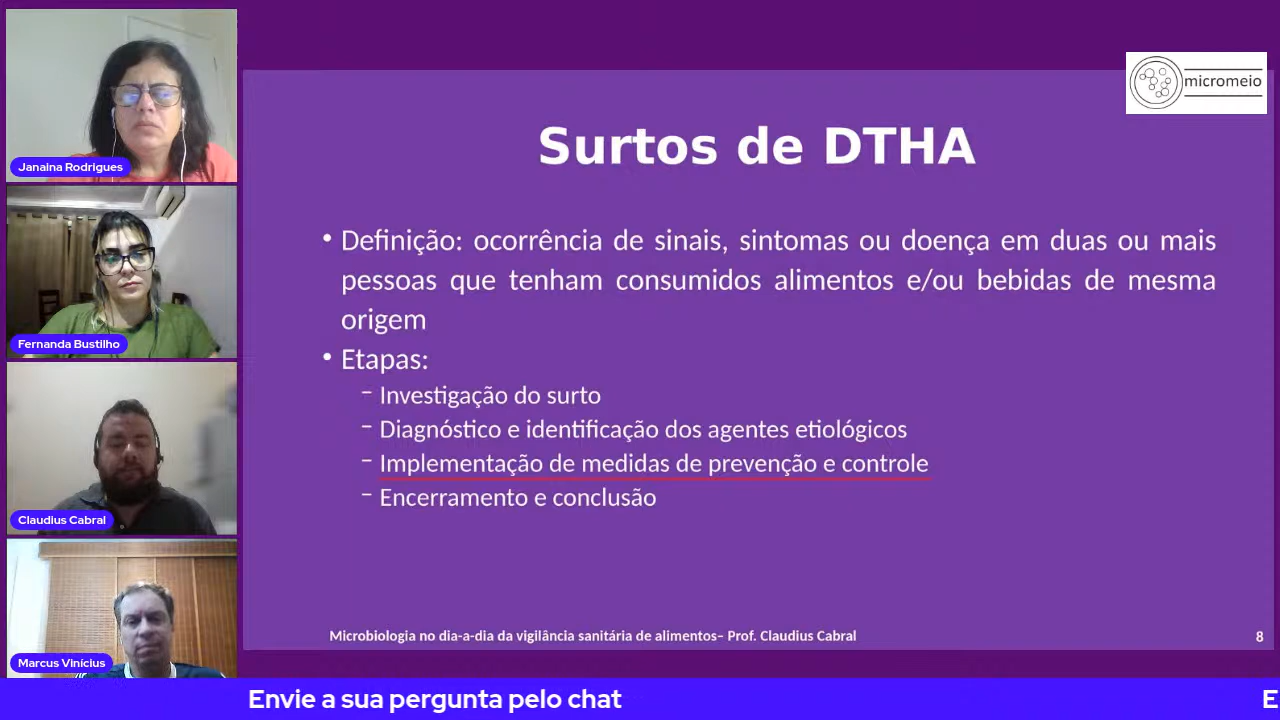 Janaina Rodrigues
Fernanda Bustilho
Claudius Cabral
Marcus Vinícius
micromeio
Surtos de DTHA
• Definição: ocorrência de sinais, sintomas ou doença em duas ou mais
pessoas que tenham consumidos alimentos e/ou bebidas de mesma
origem
• Etapas:
– Investigação do surto
– Diagnóstico e identificação dos agentes etiológicos
– Implementação de medidas de prevenção e controle
– Encerramento e conclusão
Microbiologia no dia-a-dia da vigilância sanitária de alimentos– Prof. Claudius Cabral
8
Envie a sua pergunta pelo chat
E